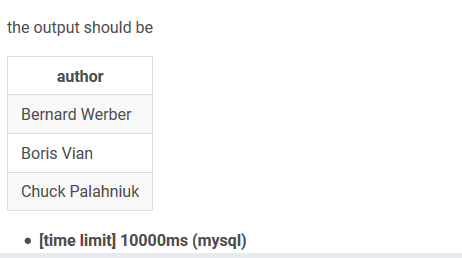 the output should be
author
Bernard Werber
Boris Vian
Chuck Palahniuk
• [time limit] 10000ms (mysql)